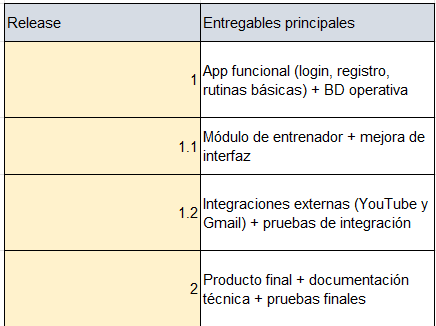 Release Entregables principales
1 App funcional (login, registro,
rutinas básicas) + BD operativa
1.1 Módulo de entrenador + mejora de
interfaz
1.2 Integraciones externas (YouTube y
Gmail) + pruebas de integración
2 Producto final + documentación
técnica + pruebas finales